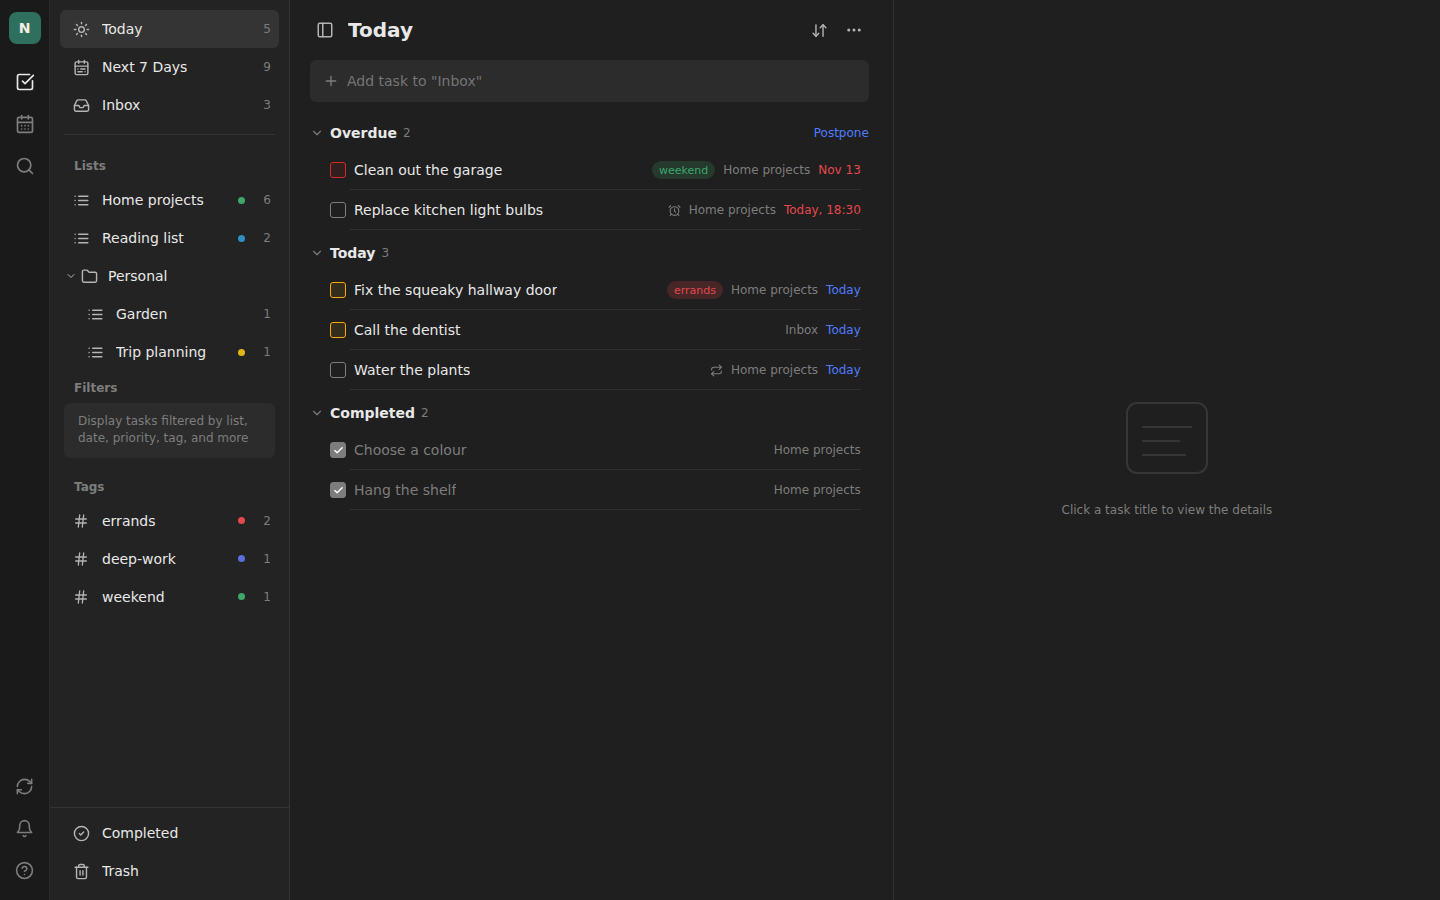 N
Today 5
Next 7 Days 9
Inbox 3
Lists
Home projects 6
Reading list 2
Personal
Garden 1
Trip planning 1
Filters
Display tasks filtered by list,
date, priority, tag, and more
Tags
# errands 2
# deep-work 1
# weekend 1
Completed
Trash
Today
Add task to "Inbox"
Overdue 2 Postpone
Clean out the garage weekend Home projects Nov 13
Replace kitchen light bulbs Home projects Today, 18:30
Today 3
Fix the squeaky hallway door errands Home projects Today
Call the dentist Inbox Today
Water the plants Home projects Today
Completed 2
Choose a colour Home projects
Hang the shelf Home projects
Click a task title to view the details